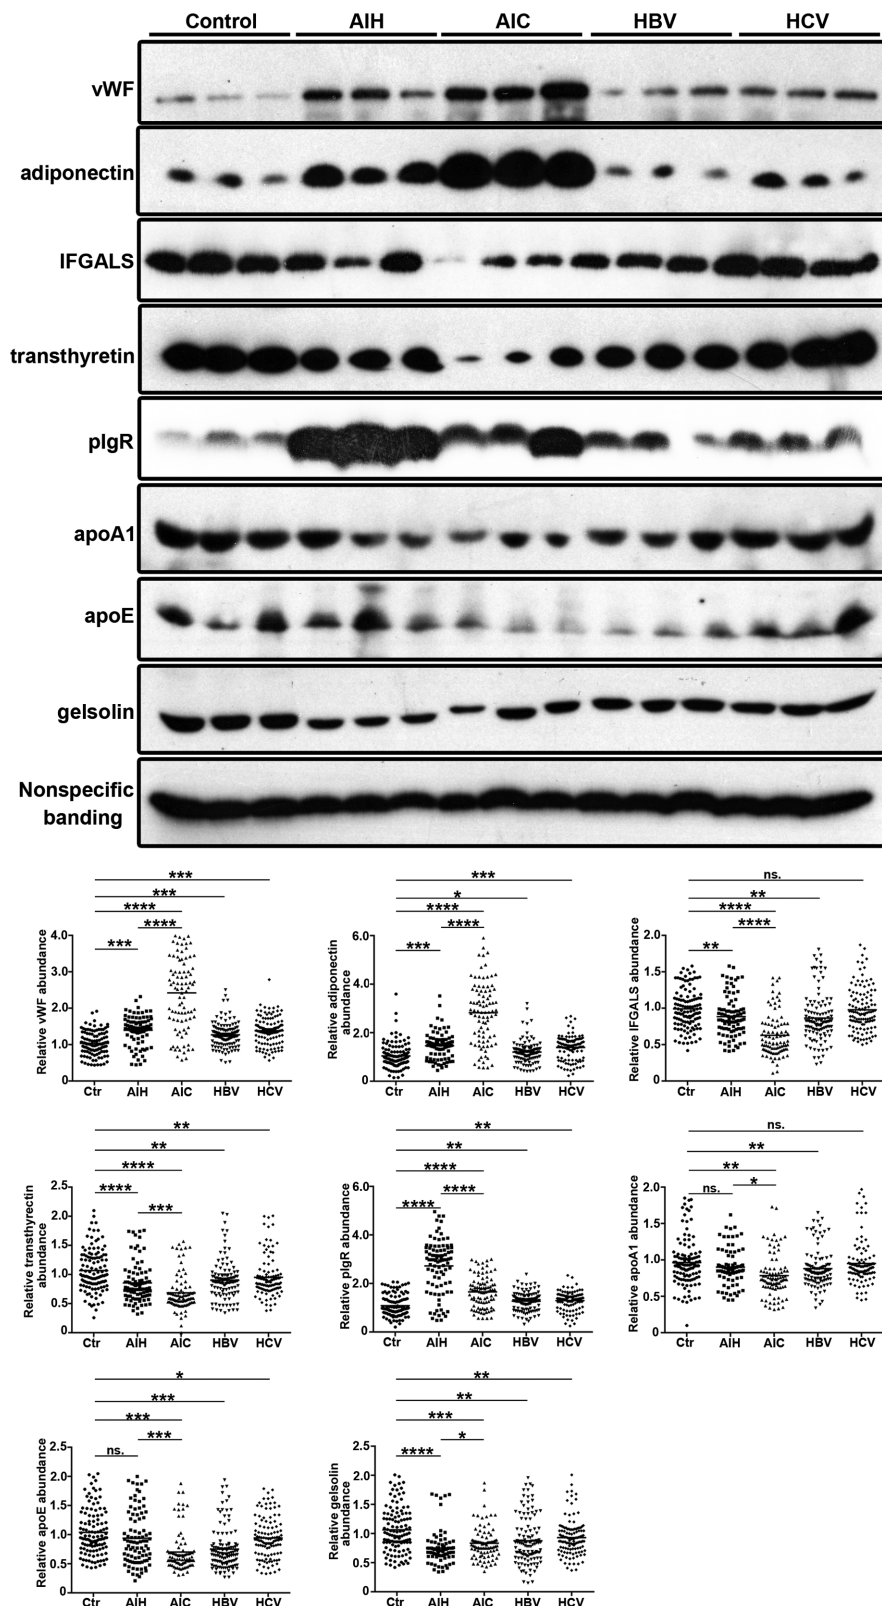 Control AIH AIC HBV HCV
vWF
adiponectin
IFGALS
transthyretin
pIgR
apoA1
apoE
gelsolin
Nonspecific
banding
***
***
****
****
***
Relative vWF abundance
4.0
3.0
2.0
1.0
0
Ctr AIH AIC HBV HCV
***
*
****
****
***
Relative adiponectin
abundance
6.0
4.0
2.0
0
Ctr AIH AIC HBV HCV
ns.
**
****
****
**
Relative IFGALS abundance
2.0
1.5
1.0
0.5
0
Ctr AIH AIC HBV HCV
**
**
****
****
***
Relative transthyrectin
abundance
2.5
2.0
1.5
1.0
0.5
0
Ctr AIH AIC HBV HCV
**
**
****
****
****
Relative pIgR abundance
6.0
4.0
2.0
0
Ctr AIH AIC HBV HCV
ns.
**
**
*
ns.
Relative apoA1 abundance
2.0
1.5
1.0
0.5
0
Ctr AIH AIC HBV HCV
*
***
***
***
ns.
Relative apoE abundance
2.5
2.0
1.5
1.0
0.5
0
Ctr AIH AIC HBV HCV
**
**
***
*
****
Relative gelsolin
abundance
2.5
2.0
1.5
1.0
0.5
0
Ctr AIH AIC HBV HCV